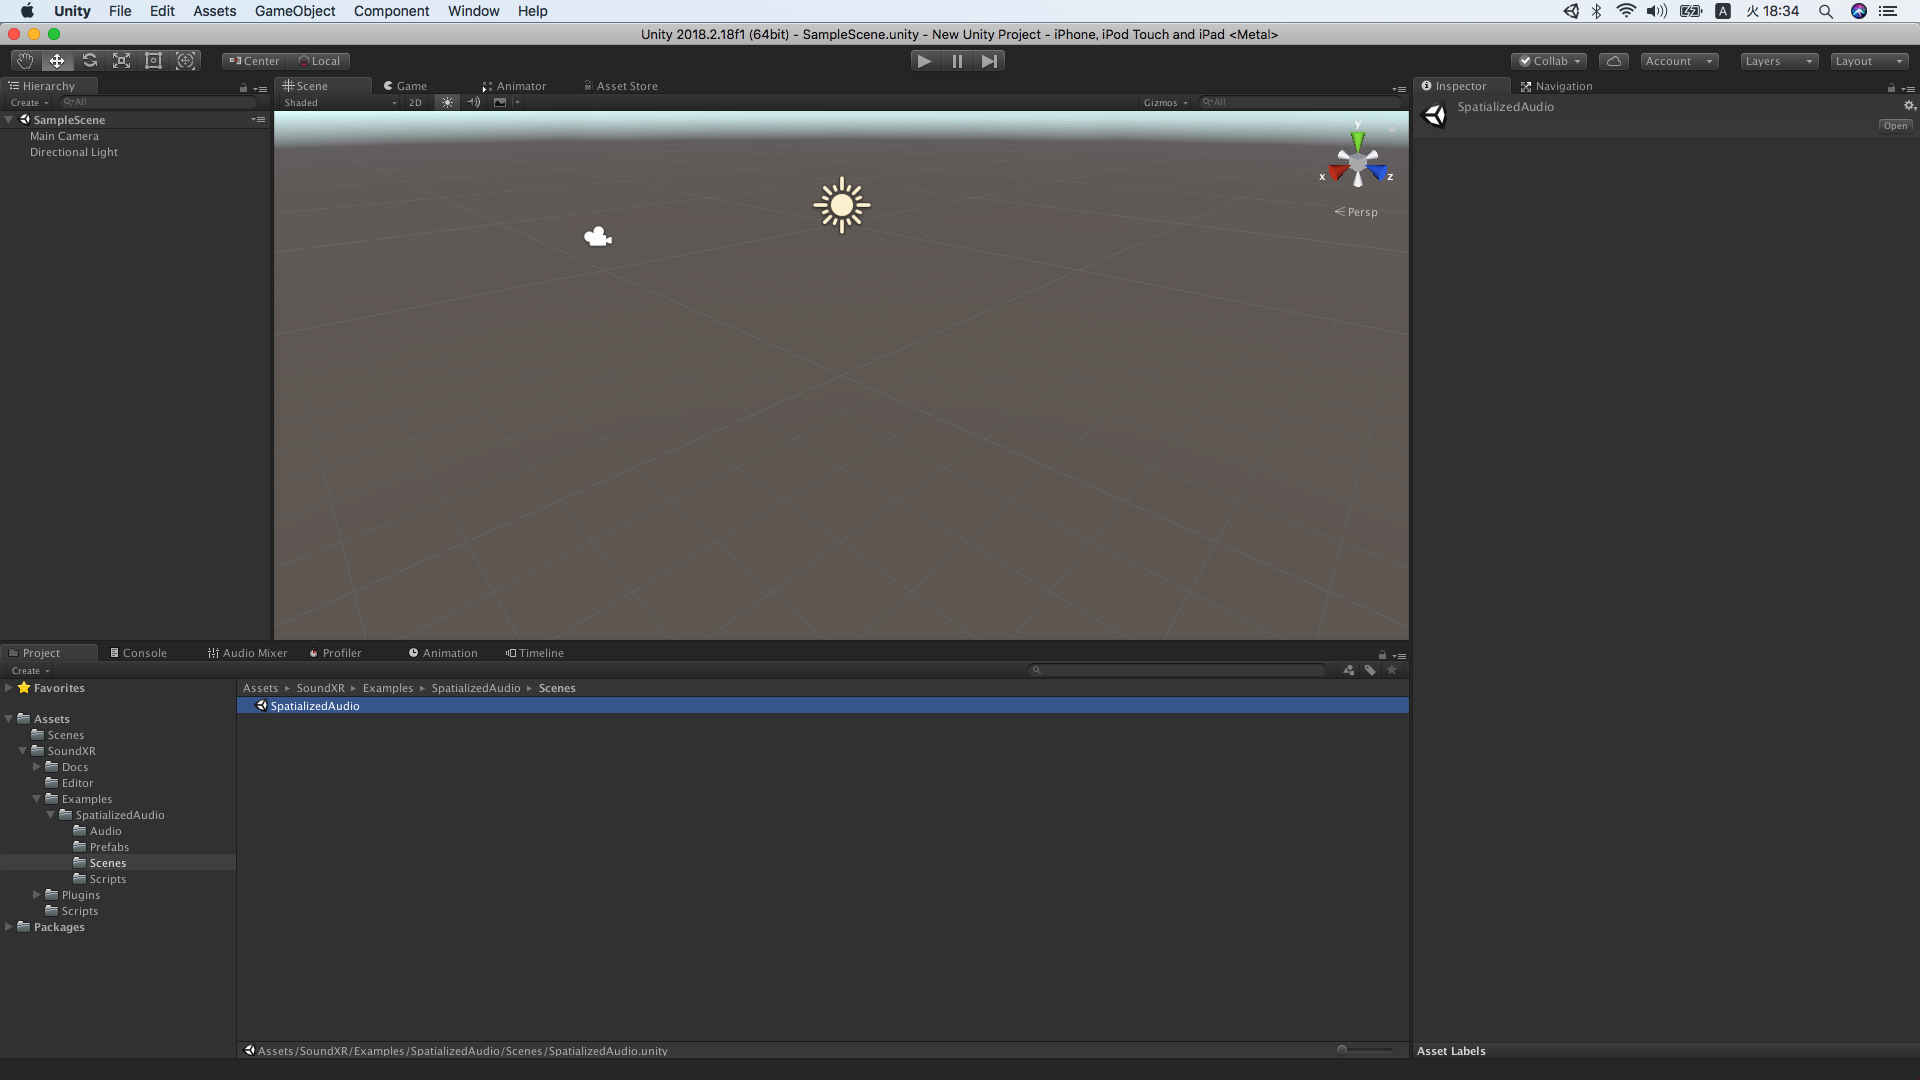 Unity File Edit Assets GameObject Component Window Help
A 火 18:34
Unity 2018.2.18f1 (64bit) - SampleScene.unity - New Unity Project - iPhone, iPod Touch and iPad <Metal>
Center Local
Collab Account Layers Layout
Hierarchy
Create All
SampleScene
Main Camera
Directional Light
Scene Game Animator Asset Store
Shaded 2D Gizmos All
y
x z
Persp
Inspector Navigation
SpatializedAudio
Open
Project Console Audio Mixer Profiler Animation Timeline
Create
Favorites
Assets
Scenes
SoundXR
Docs
Editor
Examples
SpatializedAudio
Audio
Prefabs
Scenes
Scripts
Plugins
Scripts
Packages
Assets SoundXR Examples SpatializedAudio Scenes
SpatializedAudio
Assets/SoundXR/Examples/SpatializedAudio/Scenes/SpatializedAudio.unity
Asset Labels